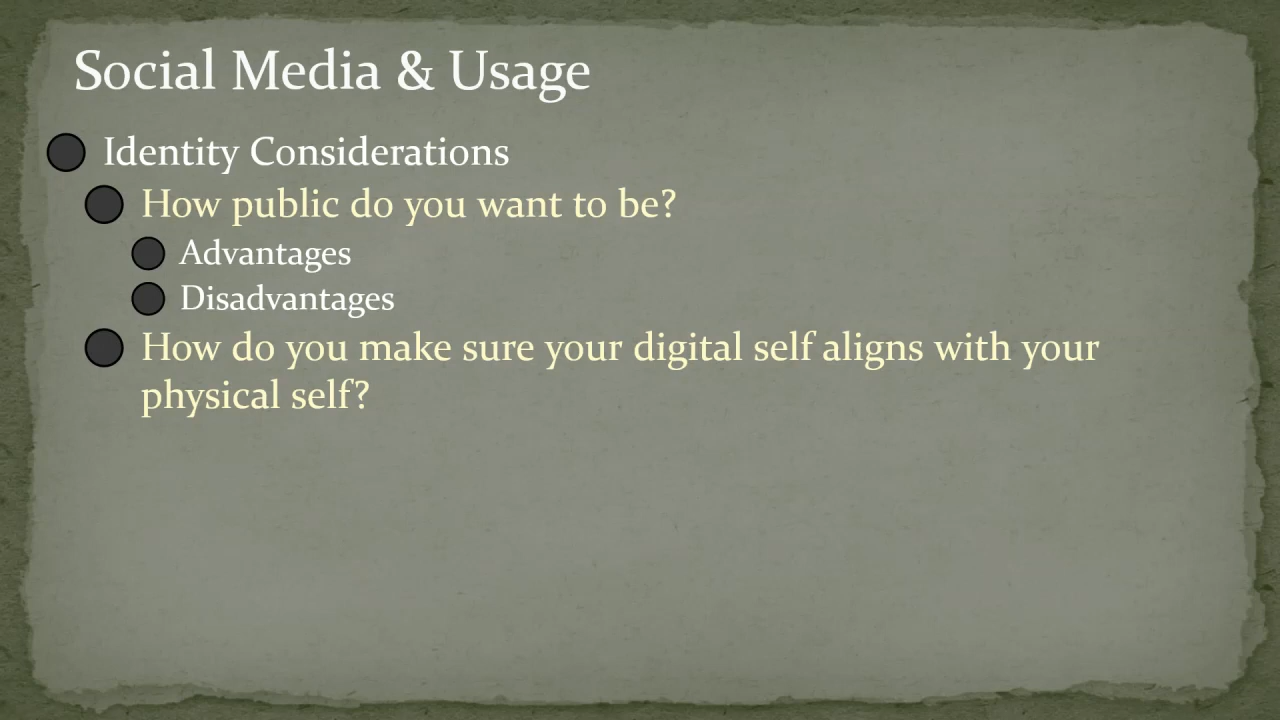 Social Media & Usage
Identity Considerations
How public do you want to be?
Advantages
Disadvantages
How do you make sure your digital self aligns with your
physical self?